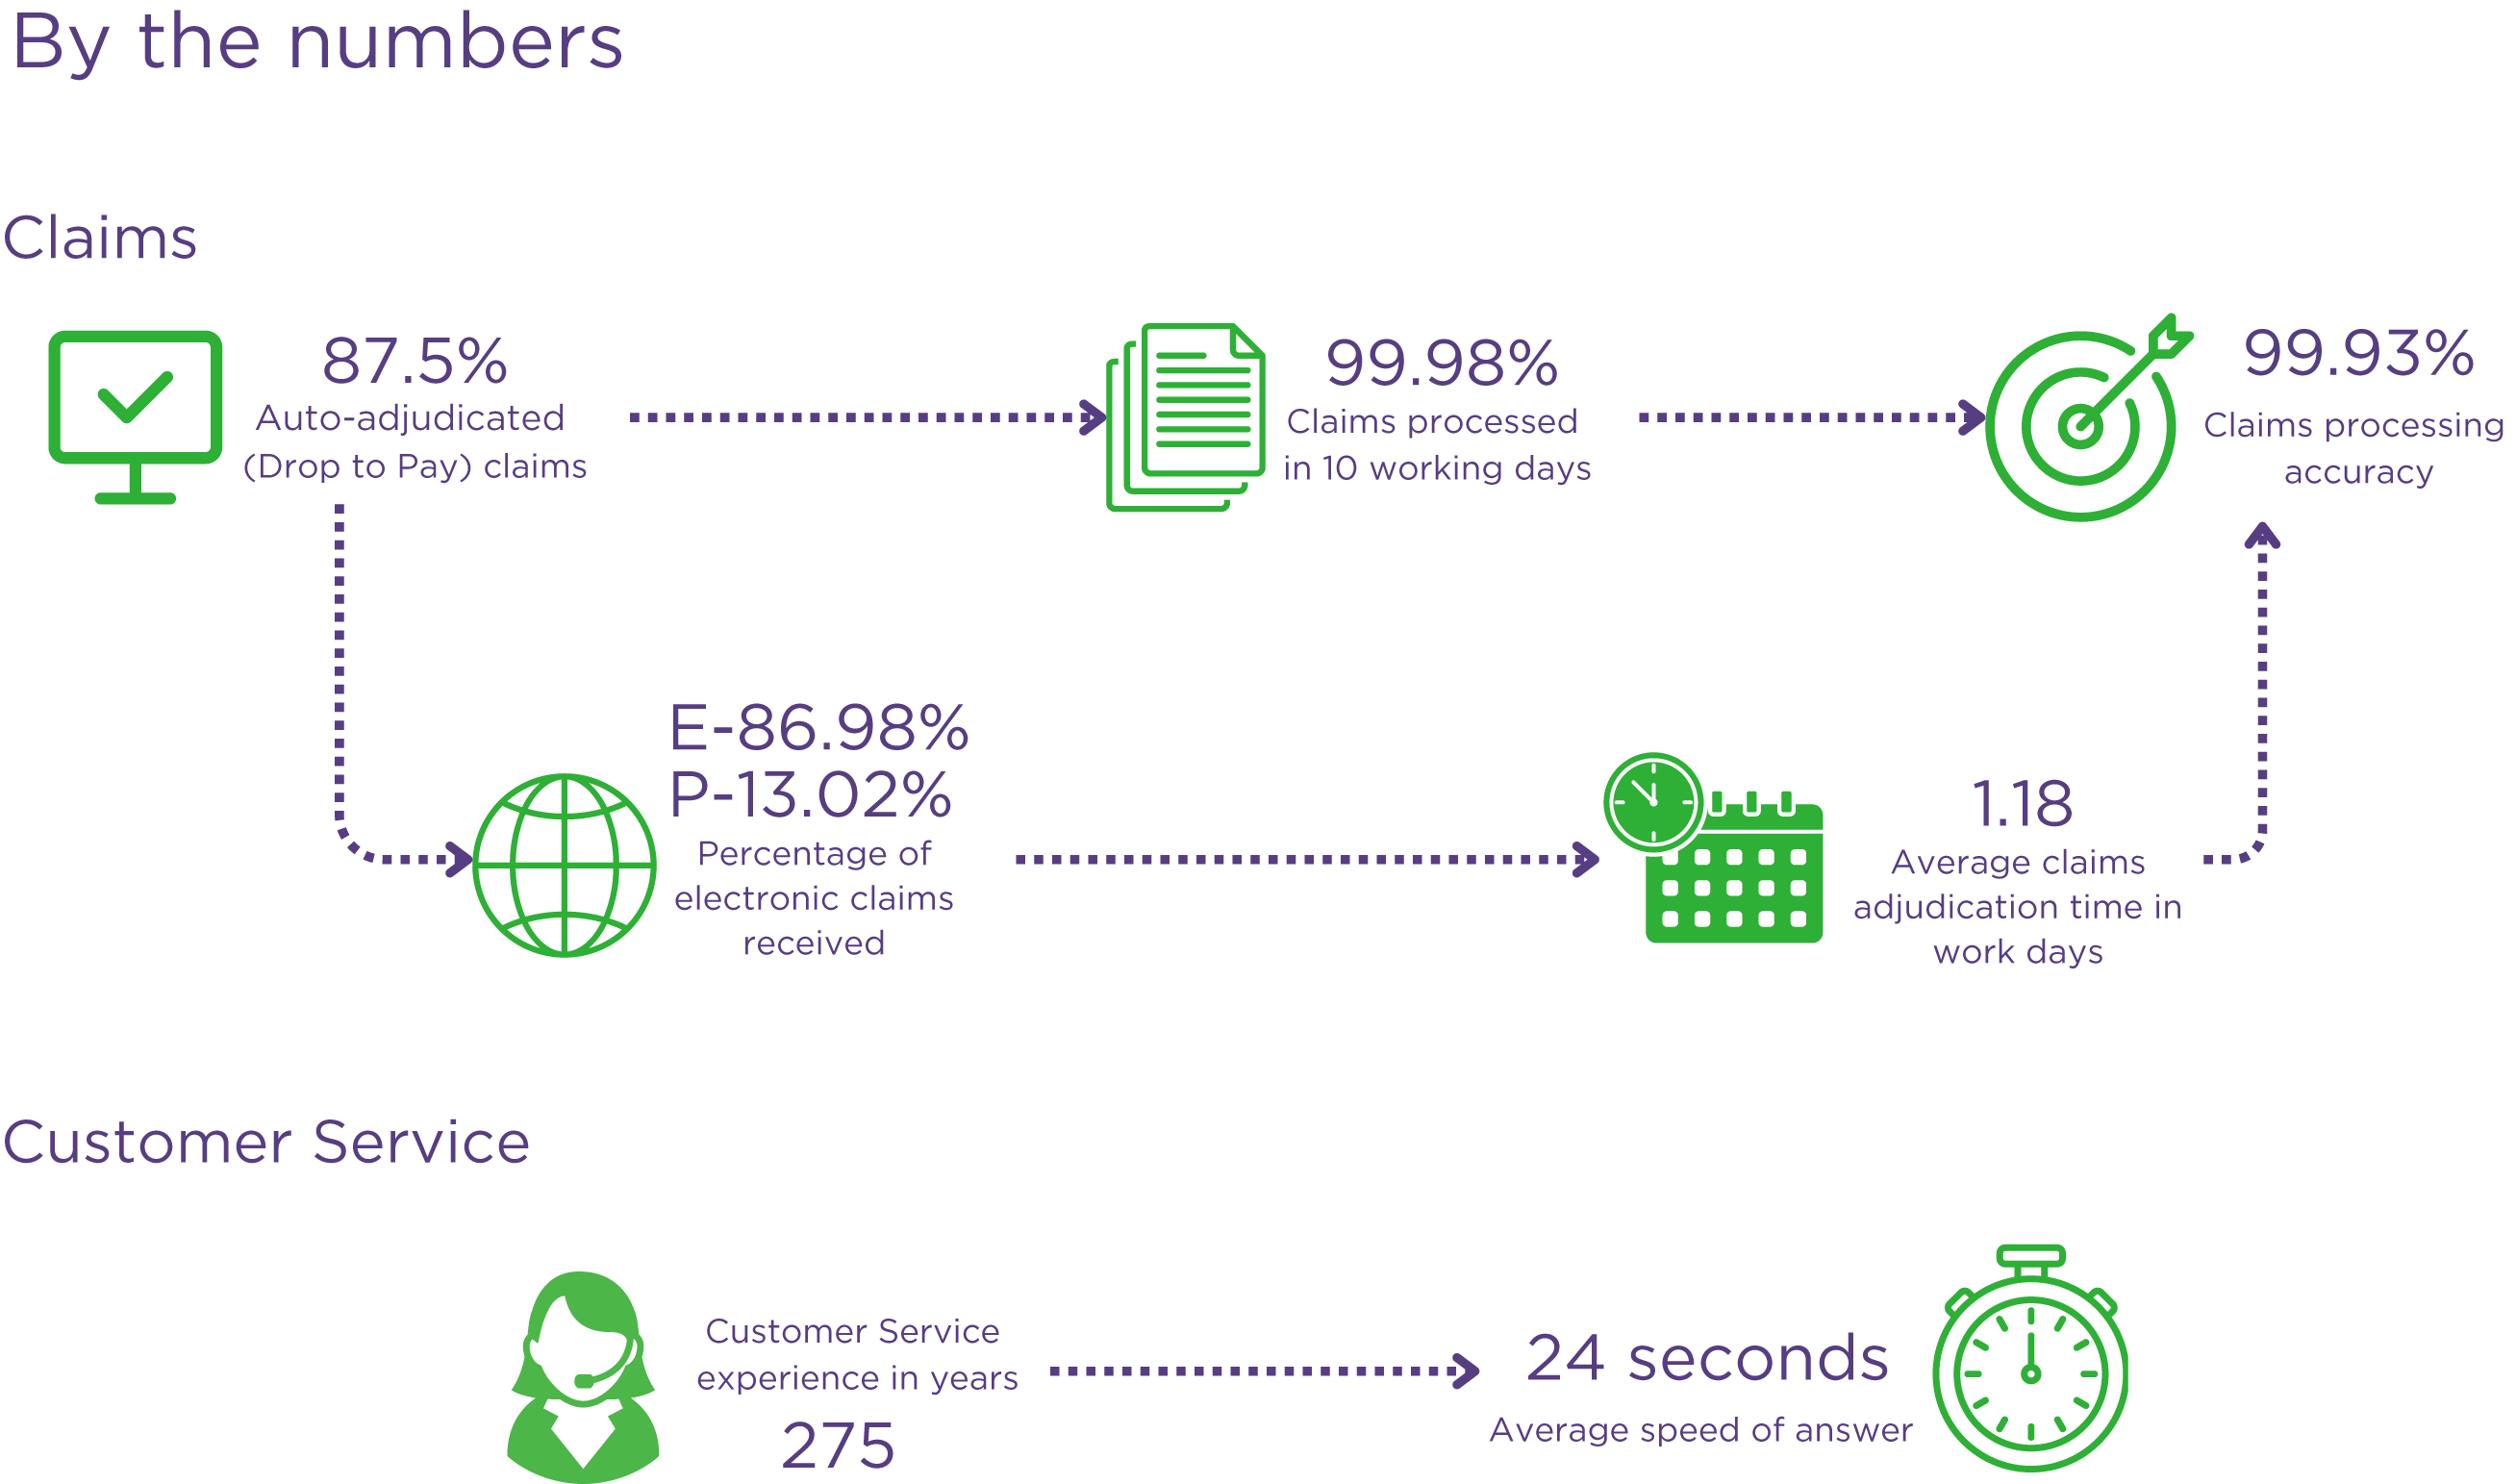 By the numbers
Claims
87.5%
Auto-adjudicated
(Drop to Pay) claims
99.98%
Claims processed
in 10 working days
99.93%
Claims processing
accuracy
E-86.98%
P-13.02%
Percentage of
electronic claims
received
1.18
Average claims
adjudication time in
work days
Customer Service
Customer Service
experience in years
275
24 seconds
Average speed of answer